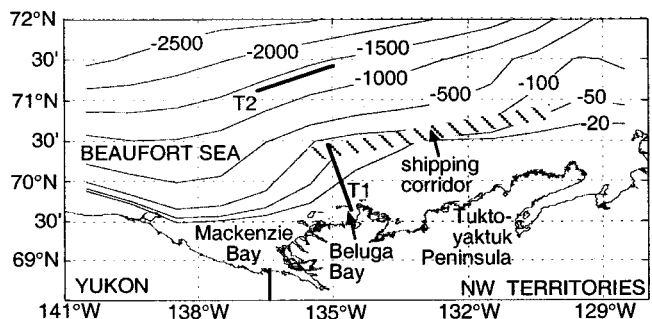 72°N
30'
71°N
30'
70°N
30'
69°N
-2500
-2000
-1500
-1000
-500
-100
-50
-20
T2
BEAUFORT SEA
shipping
corridor
T1
Mackenzie
Bay
Beluga
Bay
Tukto-
yaktuk
Peninsula
YUKON
NW TERRITORIES
141°W
138°W
135°W
132°W
129°W